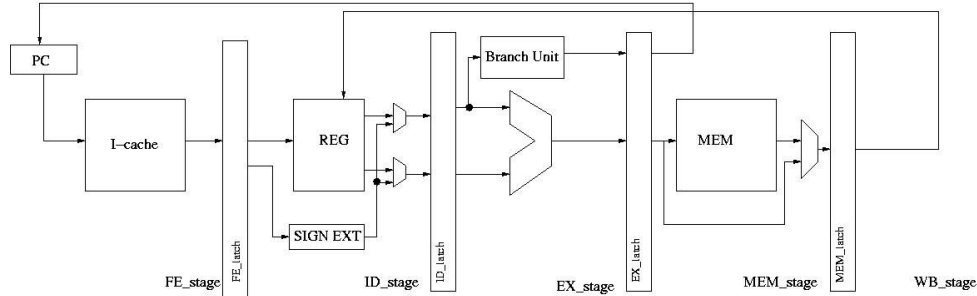 PC
I-cache
FE_stage
FE_latch
REG
SIGN EXT
ID_stage
ID_latch
Branch Unit
EX_stage
EX_latch
MEM
MEM_stage
MEM_latch
WB_stage